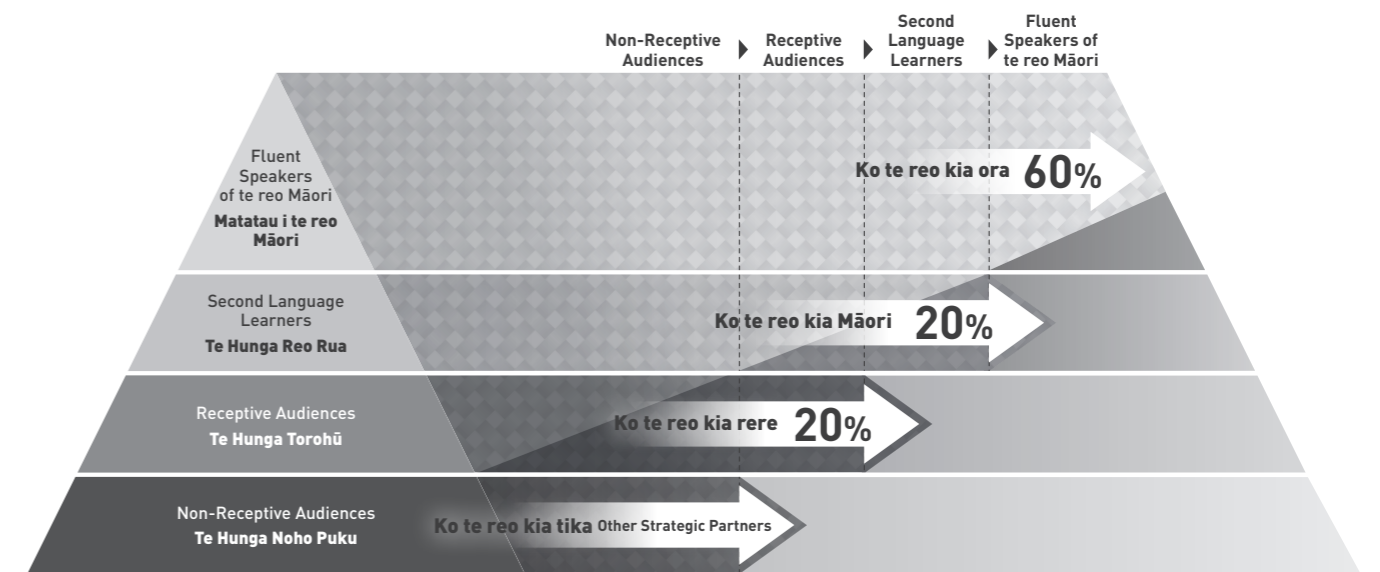 Non-Receptive
Audiences
Receptive
Audiences
Second
Language
Learners
Fluent
Speakers of
te reo Māori
Fluent
Speakers
of te reo Māori
Matatau i te reo
Māori
Ko te reo kia ora 60%
Second Language
Learners
Te Hunga Reo Rua
Ko te reo kia Māori 20%
Receptive Audiences
Te Hunga Torohū
Ko te reo kia rere 20%
Non-Receptive Audiences
Te Hunga Noho Puku
Ko te reo kia tika Other Strategic Partners